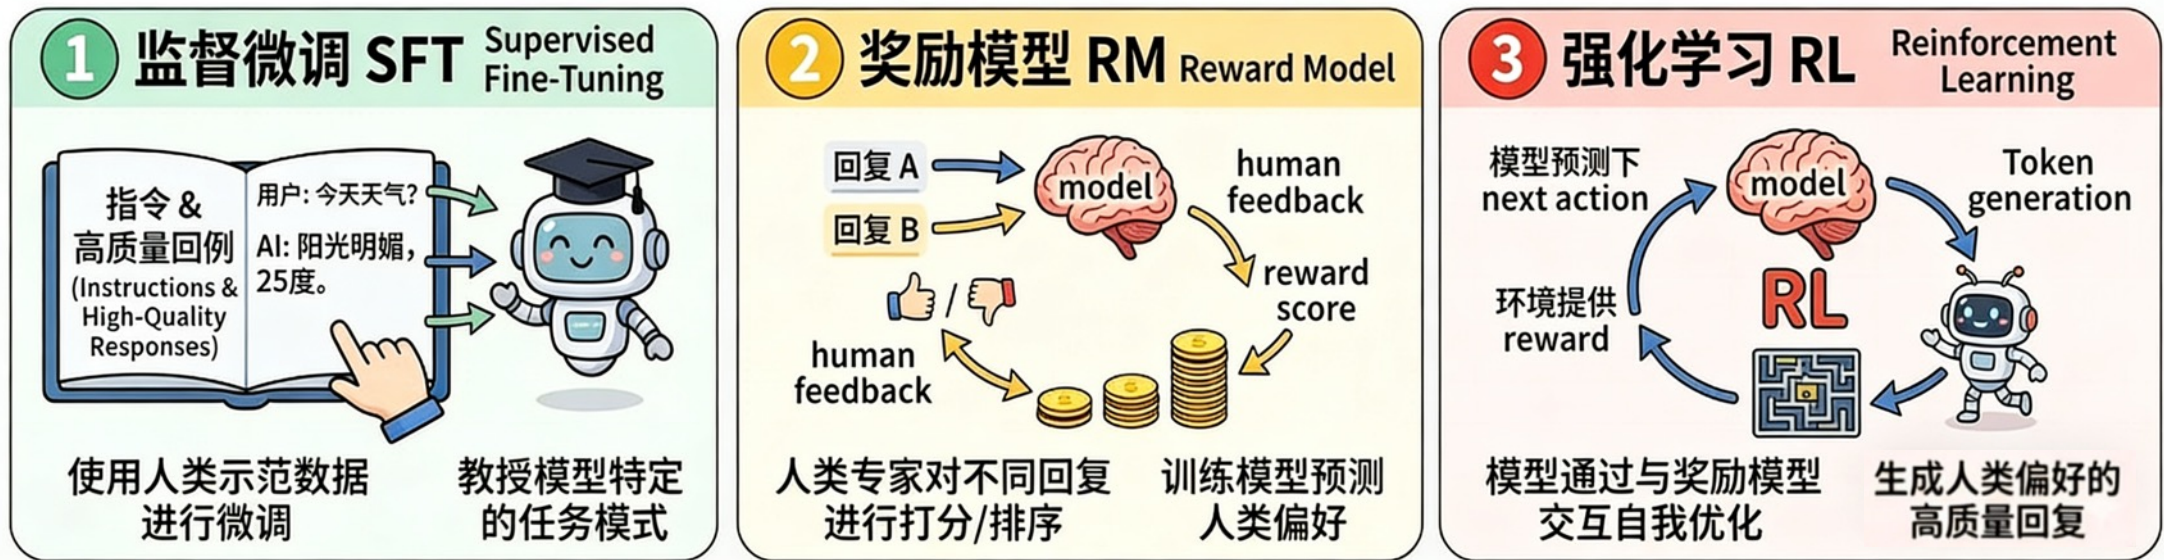 1 监督微调 SFT
Supervised
Fine-Tuning
指令 &
高质量回例
(Instructions &
High-Quality
Responses)
用户: 今天天气?
AI: 阳光明媚,
25度。
使用人类示范数据
进行微调
教授模型特定
的任务模式
2 奖励模型 RM Reward Model
回复 A
回复 B
model
human
feedback
reward
score
human
feedback
人类专家对不同回复
进行打分/排序
训练模型预测
人类偏好
3 强化学习 RL
Reinforcement
Learning
模型预测下
next action
model
Token
generation
RL
环境提供
reward
模型通过与奖励模型
交互自我优化
生成人类偏好的
高质量回复